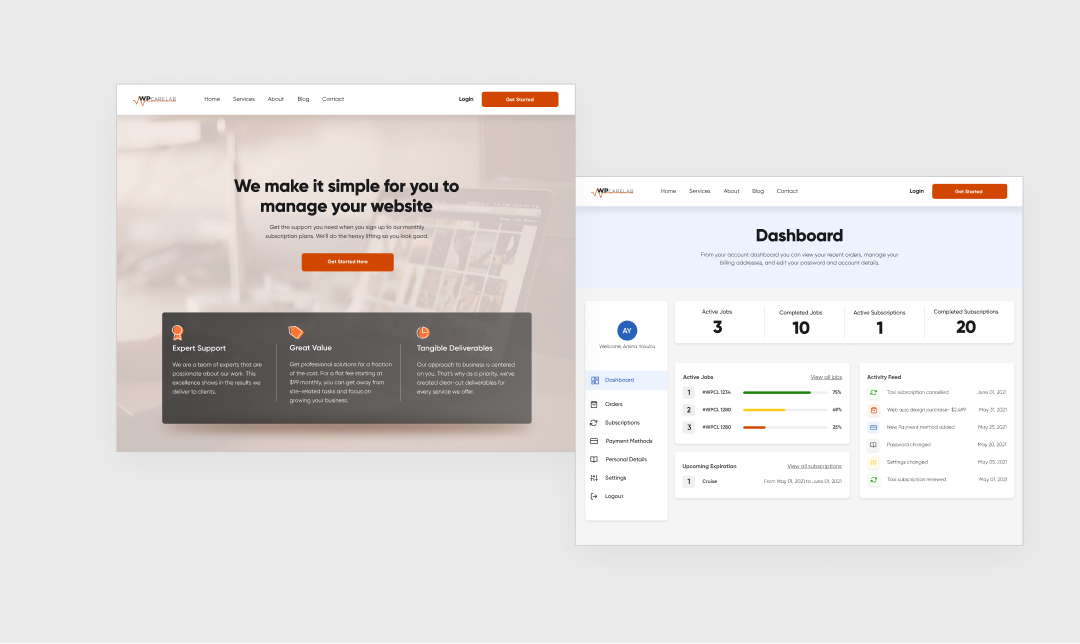 WPCARELAB
Home Services About Blog Contact
Login
Get Started
We make it simple for you to
manage your website
Get the support you need when you sign up to our monthly
subscription plans. We'll do the heavy lifting so you look good.
Get Started Here
Expert Support
We are a team of experts that are
passionate about our work. This
excellence shows in the results we
deliver to clients.
Great Value
Get professional solutions for a fraction
of the cost. For a flat fee starting at
$99 monthly, you can get away from
site-related tasks and focus on
growing your business.
Tangible Deliverables
Our approach to business is centered
on you. That's why as a priority, we've
created clear-cut deliverables for
every service we offer.
WPCARELAB
Home Services About Blog Contact
Login
Get Started
Dashboard
From your account dashboard you can view your recent orders, manage your
billing addresses, and edit your password and account details.
AY
Welcome, Amina Yousou
Dashboard
Orders
Subscriptions
Payment Methods
Personal Details
Settings
Logout
Active Jobs
3
Completed Jobs
10
Active Subscriptions
1
Completed Subscriptions
20
Active Jobs View all jobs
1 #WPCL 1234 75%
2 #WPCL 1280 49%
3 #WPCL 1280 25%
Upcoming Expiration View all subscriptions
1 Cruise From May 01, 2021 to June 01, 2021
Activity Feed
Taxi subscription cancelled June 01, 2021
Web app design purchase- $2,499 May 31, 2021
New Payment method added May 25, 2021
Password changed May 20, 2021
Settings changed May 05, 2021
Taxi subscription renewed May 01, 2021